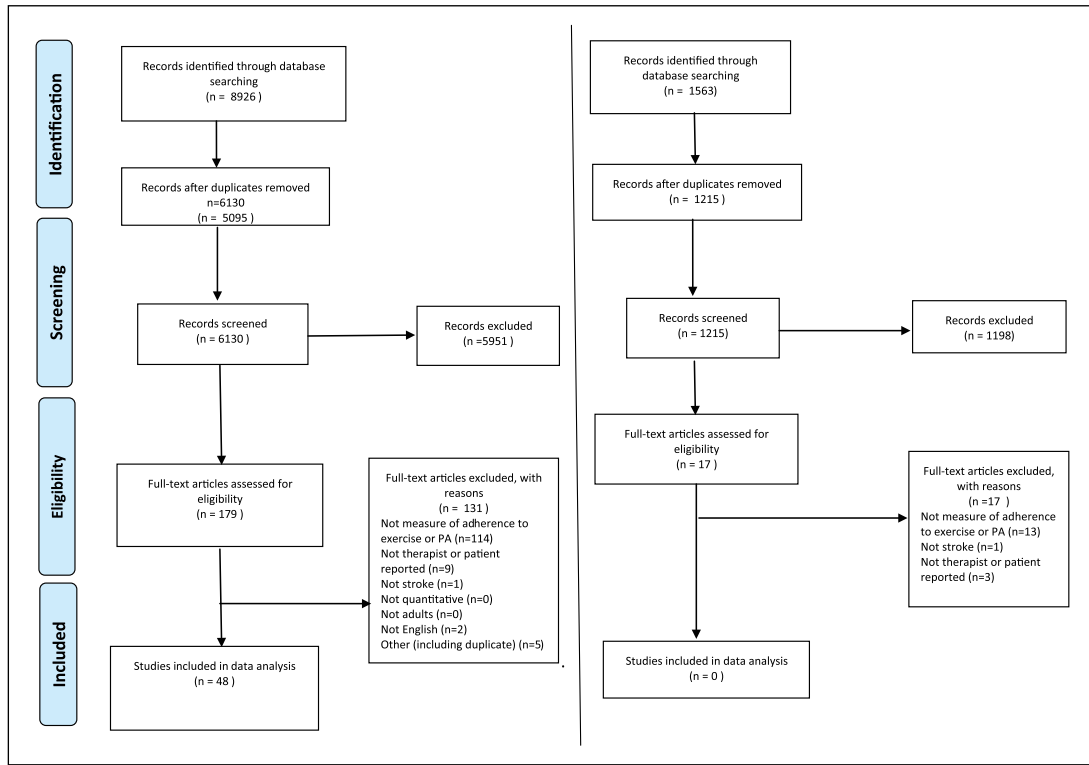 Identification
Screening
Eligibility
Included
Records identified through database
searching
(n = 8926 )
Records after duplicates removed
n=6130
(n = 5095 )
Records screened
(n = 6130 )
Records excluded
(n =5951 )
Full-text articles assessed for
eligibility
(n = 179 )
Full-text articles excluded, with
reasons
(n = 131 )
Not measure of adherence to
exercise or PA (n=114)
Not therapist or patient
reported (n=9)
Not stroke (n=1)
Not quantitative (n=0)
Not adults (n=0)
Not English (n=2)
Other (including duplicate) (n=5)
.
Studies included in data analysis
(n = 48 )
Records identified through
database searching
(n = 1563)
Records after duplicates removed
(n = 1215 )
Records screened
(n = 1215)
Records excluded
(n = 1198)
Full-text articles assessed for
eligibility
(n = 17 )
Full-text articles excluded,
with reasons
(n =17 )
Not measure of adherence
to exercise or PA (n=13)
Not stroke (n=1)
Not therapist or patient
reported (n=3)
Studies included in data analysis
(n = 0 )